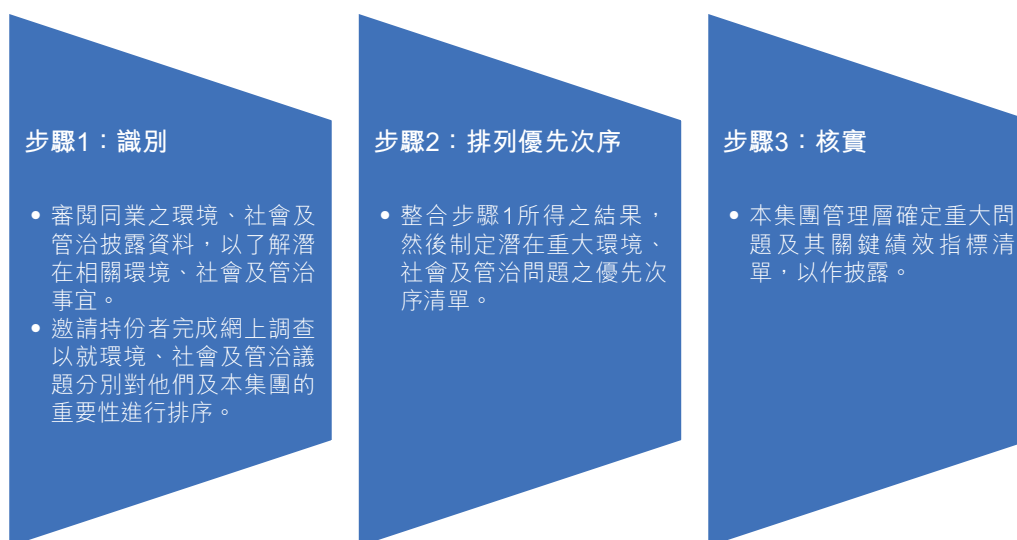 步驟1：識別
• 審閱同業之環境、社會及
管治披露資料，以了解潛
在相關環境、社會及管治
事宜。
• 邀請持份者完成網上調查
以就環境、社會及管治議
題分別對他們及本集團的
重要性進行排序。
步驟2：排列優先次序
• 整合步驟1所得之結果，
然後制定潛在重大環境、
社會及管治問題之優先次
序清單。
步驟3：核實
• 本集團管理層確定重大問
題及其關鍵績效指標清
單，以作披露。